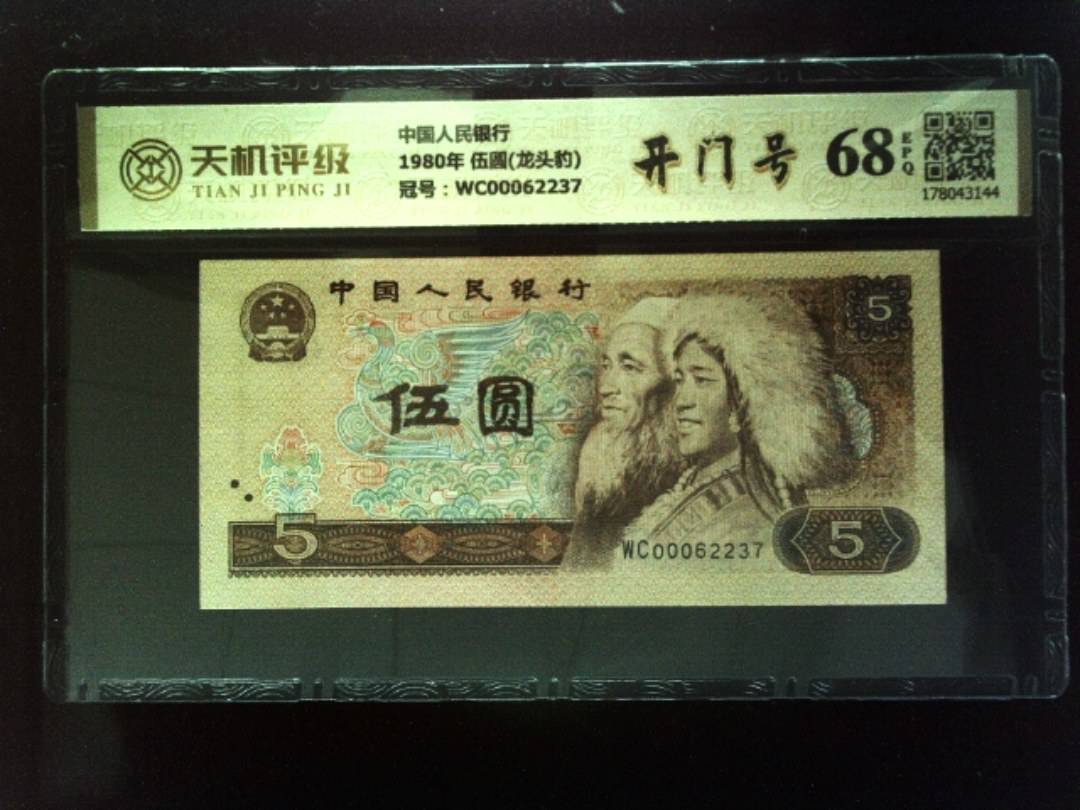 天机评级
TIAN JI PING JI
中国人民银行
1980年 伍圆(龙头豹)
冠号：WC00062237
开门号
68
EPQ
178043144
中国人民银行
5
伍圆
5
WC00062237
5